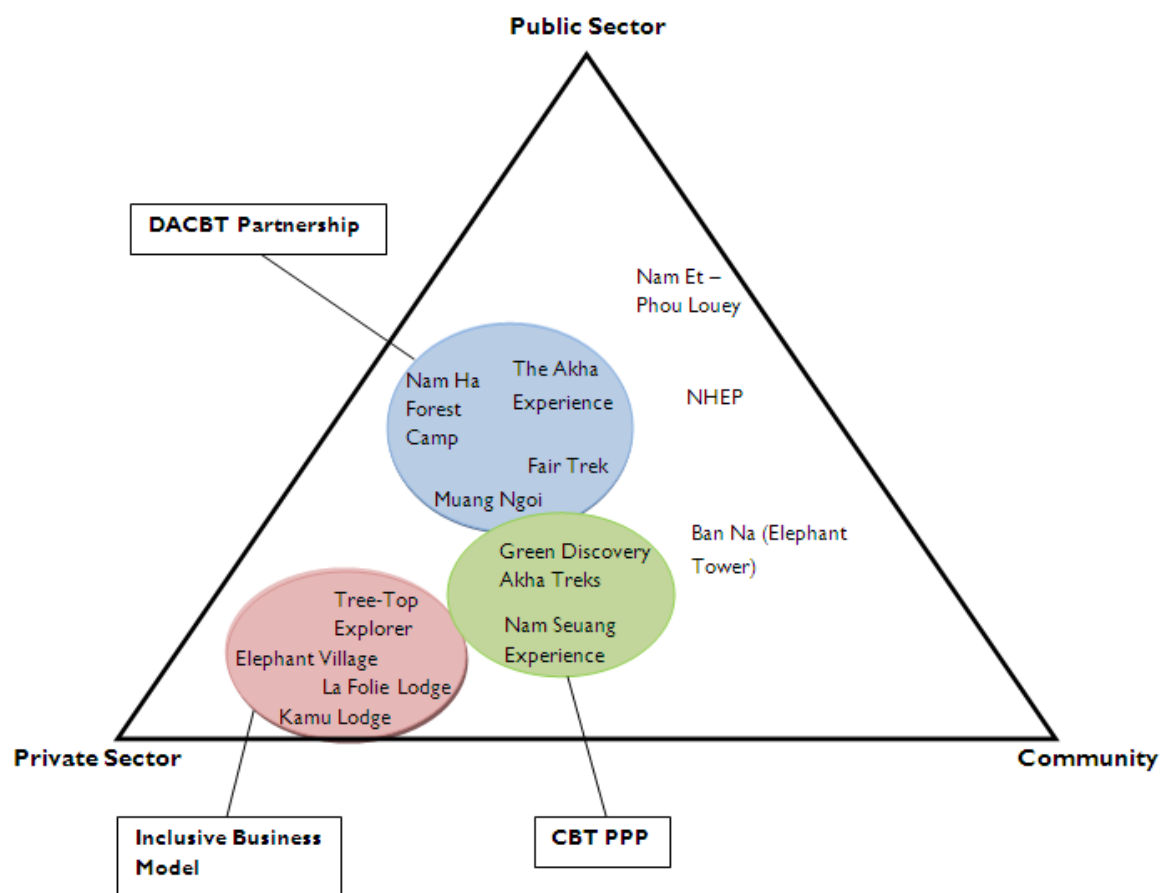 Public Sector
DACBT Partnership
Nam Et –
Phou Louey
The Akha
Experience
Nam Ha
Forest
Camp
NHEP
Fair Trek
Muang Ngoi
Ban Na (Elephant
Tower)
Green Discovery
Akha Treks
Nam Seuang
Experience
Tree-Top
Explorer
Elephant Village
La Folie Lodge
Kamu Lodge
Private Sector
Community
Inclusive Business
Model
CBT PPP